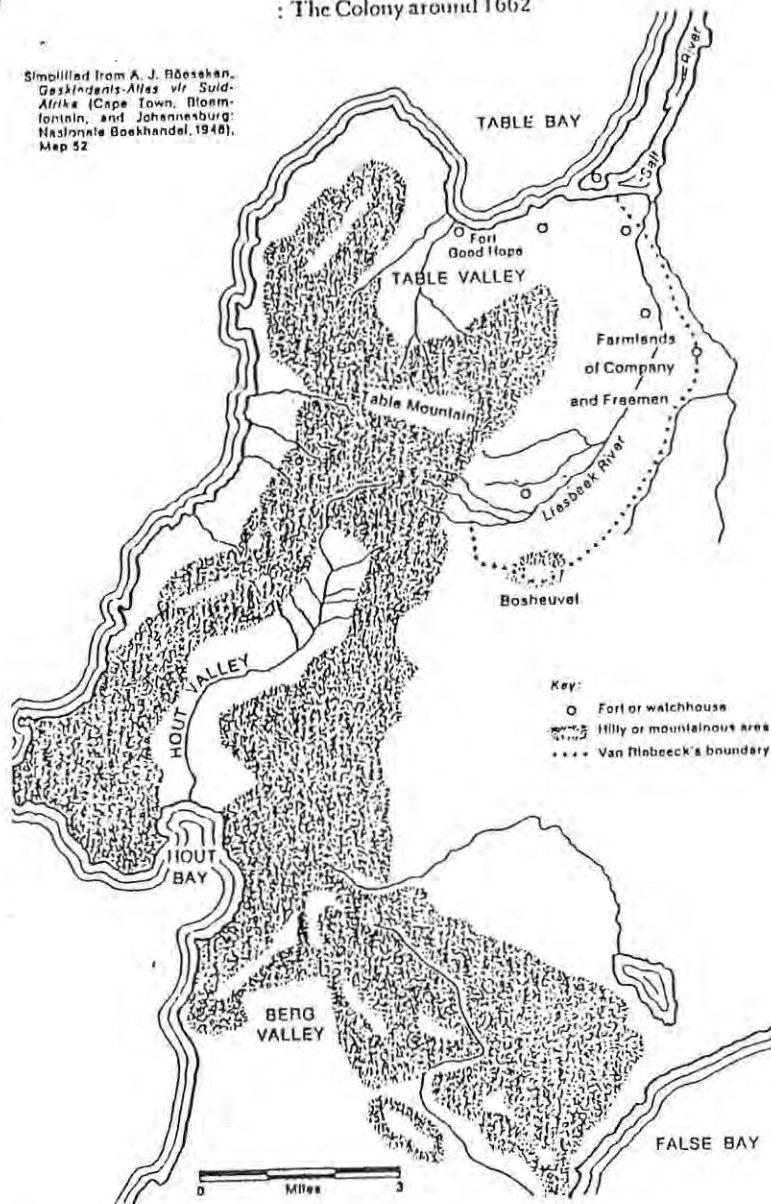 : The Colony around 1662
Simplified from A. J. Böeseken,
Geskiedenis-Atlas vir Suid-
Afrika (Cape Town, Bloem-
fontein, and Johannesburg:
Nasionale Boekhandel, 1948),
Map 52
TABLE BAY
River
Salt
Fort
Good Hope
TABLE VALLEY
Farmlands
of Company
and Freemen
Table Mountain
Liesbeek River
Bosheuvel
HOUT VALLEY
Key:
Fort or watchhouse
Hilly or mountainous area
Van Riebeeck's boundary
HOUT
BAY
BERG
VALLEY
FALSE BAY
0 Miles 3